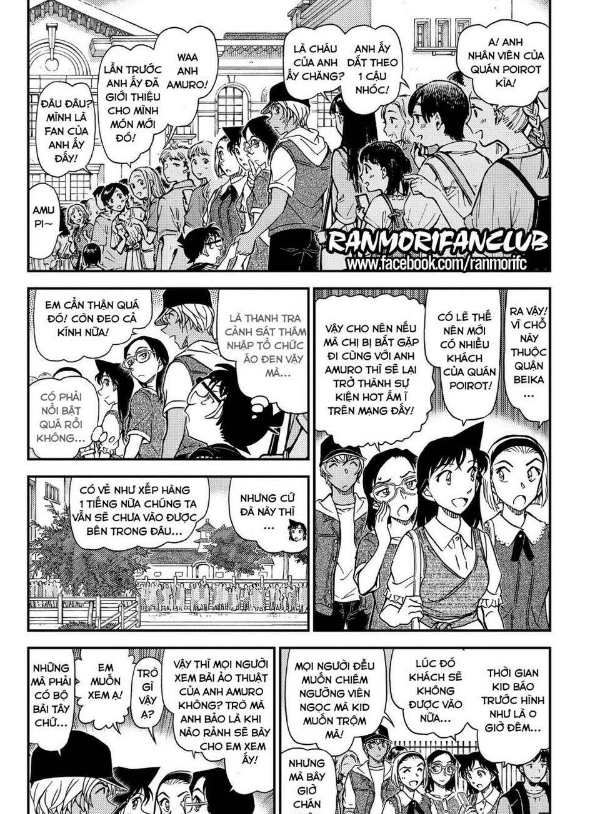 A! ANH
NHÂN VIÊN CỦA
QUÁN POIROT
KÌA!
ANH ẤY
DẮT THEO
1 CẬU
NHÓC!
LÀ CHÁU
CỦA ANH
ẤY CHĂNG?
WAA
ANH
AMURO!
LẦN TRƯỚC
ANH ẤY ĐÃ
GIỚI THIỆU
CHO MÌNH
MÓN MỚI
ĐÓ!
ĐÂU ĐÂU?
MÌNH LÀ
FAN CỦA
ANH ẤY
ĐẤY!
AMU
PI~
RANMORIFANCLUB
www.facebook.com/ranmorifc
RA VẬY!
VÌ CHỖ
NÀY
THUỘC
QUẬN
BEIKA...
CÓ LẼ THẾ
NÊN MỚI
CÓ NHIỀU
KHÁCH
CỦA QUÁN
POIROT!
VẬY CHO NÊN NẾU
MÀ CHỊ BỊ BẮT GẶP
ĐI CÙNG VỚI ANH
AMURO THÌ SẼ LẠI
TRỞ THÀNH SỰ
KIỆN HOT ẦM Ĩ
TRÊN MẠNG ĐẤY!
EM CẨN THẬN QUÁ
ĐÓ! CÒN ĐEO CẢ
KÍNH NỮA!
LÀ THANH TRA
CẢNH SÁT THÂM
NHẬP TỔ CHỨC
ÁO ĐEN VẬY
MÀ...
CÓ PHẢI
NỔI BẬT
QUÁ RỒI
KHÔNG...
NHƯNG CỨ
ĐÀ NÀY THÌ
...
CÓ VẺ NHƯ XẾP HÀNG
1 TIẾNG NỮA CHÚNG TA
VẪN SẼ CHƯA VÀO ĐƯỢC
BÊN TRONG ĐÂU...
THỜI GIAN
KID BÁO
TRƯỚC HÌNH
NHƯ LÀ 0
GIỜ ĐÊM...
LÚC ĐÓ
KHÁCH SẼ
KHÔNG
ĐƯỢC VÀO
NỮA...
MỌI NGƯỜI ĐỀU
MUỐN CHIÊM
NGƯỠNG VIÊN
NGỌC MÀ KID
MUỐN TRỘM
MÀ!
NHƯNG
MÀ BÂY
GIỜ
CHÁN
VẬY THÌ MỌI NGƯỜI
XEM BÀI ẢO THUẬT
CỦA ANH AMURO
KHÔNG? TRÒ MÀ
ANH BẢO LÀ KHI
NÀO RẢNH SẼ BÀY
CHO EM XEM
ẤY!
TRÒ
GÌ VẬY
Ạ?
EM
MUỐN
XEM Ạ!
NHƯNG
MÀ PHẢI
CÓ BỘ
BÀI TÂY
CHỨ...